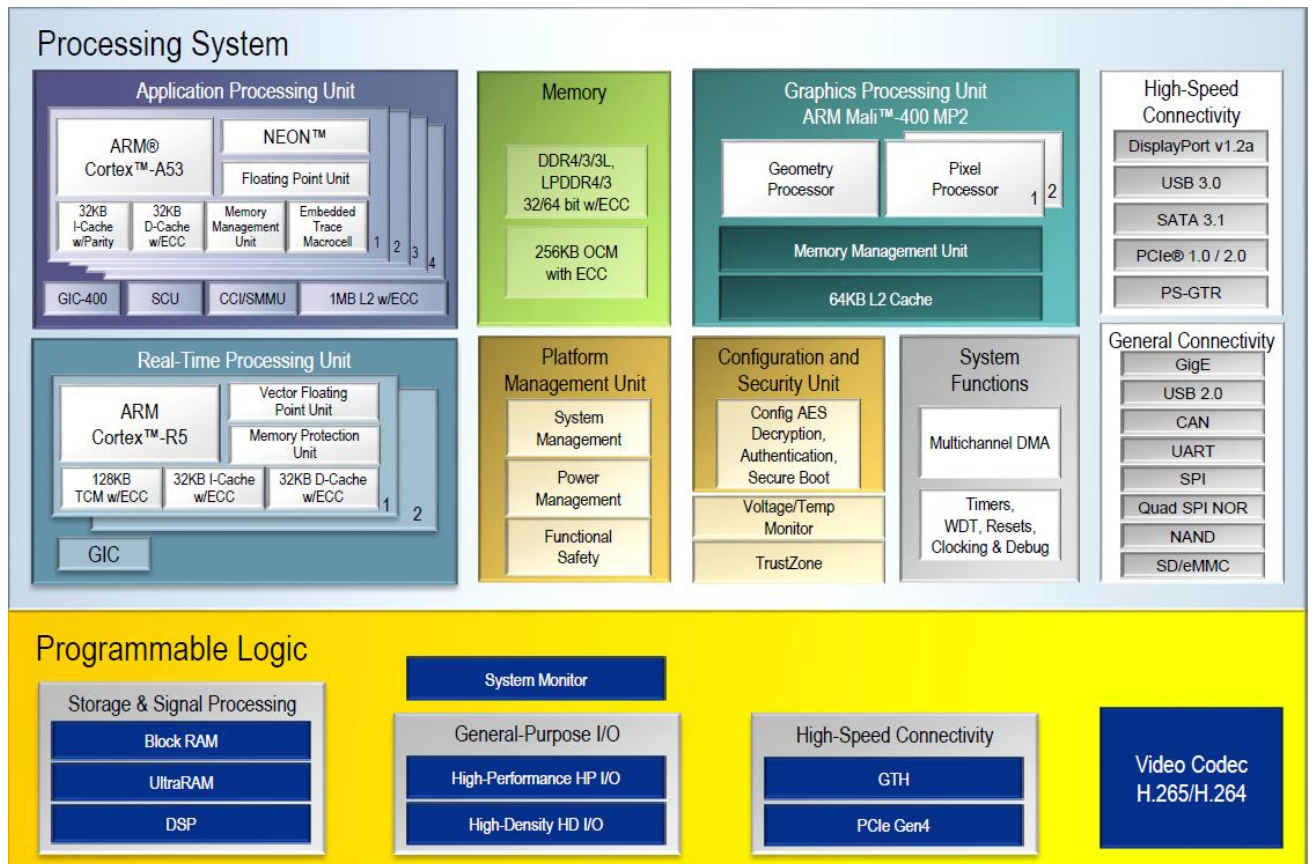 Processing System
Application Processing Unit
ARM®
Cortex™-A53
NEON™
Floating Point Unit
32KB
I-Cache
w/Parity
32KB
D-Cache
w/ECC
Memory
Management
Unit
Embedded
Trace
Macrocell
1
2
3
4
GIC-400
SCU
CCI/SMMU
1MB L2 w/ECC
Memory
DDR4/3/3L,
LPDDR4/3
32/64 bit w/ECC
256KB OCM
with ECC
Graphics Processing Unit
ARM Mali™-400 MP2
Geometry
Processor
Pixel
Processor
1
2
Memory Management Unit
64KB L2 Cache
High-Speed
Connectivity
DisplayPort v1.2a
USB 3.0
SATA 3.1
PCIe® 1.0 / 2.0
PS-GTR
Real-Time Processing Unit
ARM
Cortex™-R5
Vector Floating
Point Unit
Memory Protection
Unit
128KB
TCM w/ECC
32KB I-Cache
w/ECC
32KB D-Cache
w/ECC
1
2
GIC
Platform
Management Unit
System
Management
Power
Management
Functional
Safety
Configuration and
Security Unit
Config AES
Decryption,
Authentication,
Secure Boot
Voltage/Temp
Monitor
TrustZone
System
Functions
Multichannel DMA
Timers,
WDT, Resets,
Clocking & Debug
General Connectivity
GigE
USB 2.0
CAN
UART
SPI
Quad SPI NOR
NAND
SD/eMMC
Programmable Logic
Storage & Signal Processing
Block RAM
UltraRAM
DSP
System Monitor
General-Purpose I/O
High-Performance HP I/O
High-Density HD I/O
High-Speed Connectivity
GTH
PCIe Gen4
Video Codec
H.265/H.264